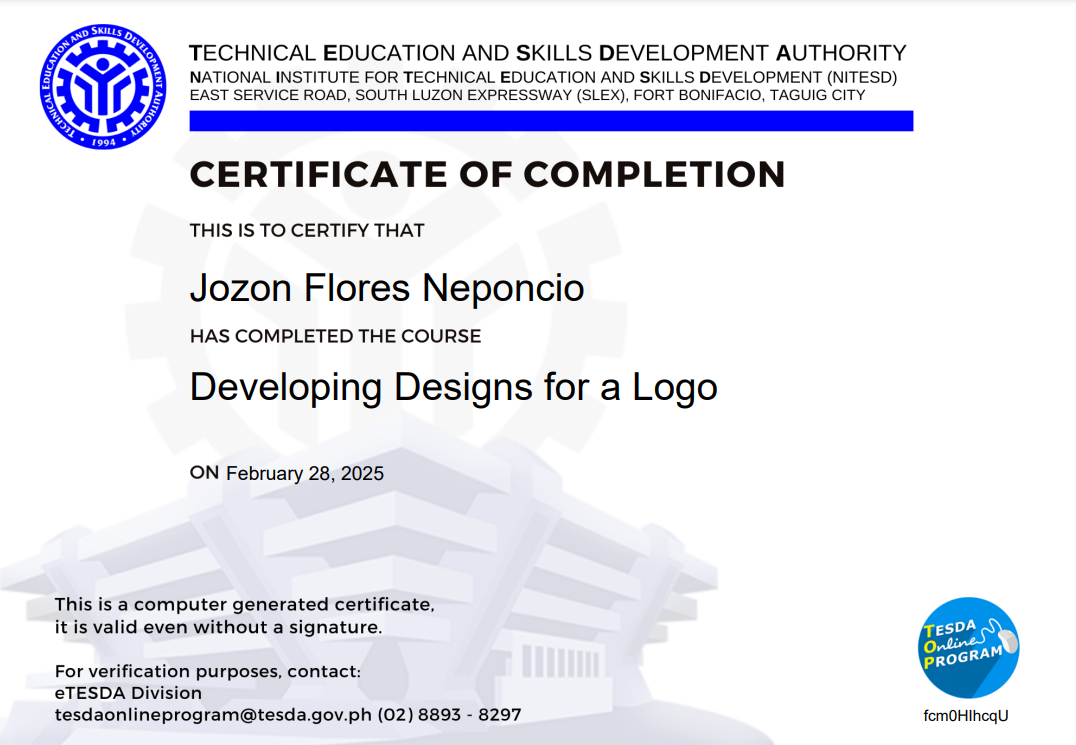 TECHNICAL EDUCATION AND SKILLS DEVELOPMENT AUTHORITY
• 1994 •
TECHNICAL EDUCATION AND SKILLS DEVELOPMENT AUTHORITY
NATIONAL INSTITUTE FOR TECHNICAL EDUCATION AND SKILLS DEVELOPMENT (NITESD)
EAST SERVICE ROAD, SOUTH LUZON EXPRESSWAY (SLEX), FORT BONIFACIO, TAGUIG CITY
CERTIFICATE OF COMPLETION
THIS IS TO CERTIFY THAT
Jozon Flores Neponcio
HAS COMPLETED THE COURSE
Developing Designs for a Logo
ON February 28, 2025
This is a computer generated certificate,
it is valid even without a signature.
For verification purposes, contact:
eTESDA Division
tesdaonlineprogram@tesda.gov.ph (02) 8893 - 8297
TESDA
Online
PROGRAM
fcm0HIhcqU